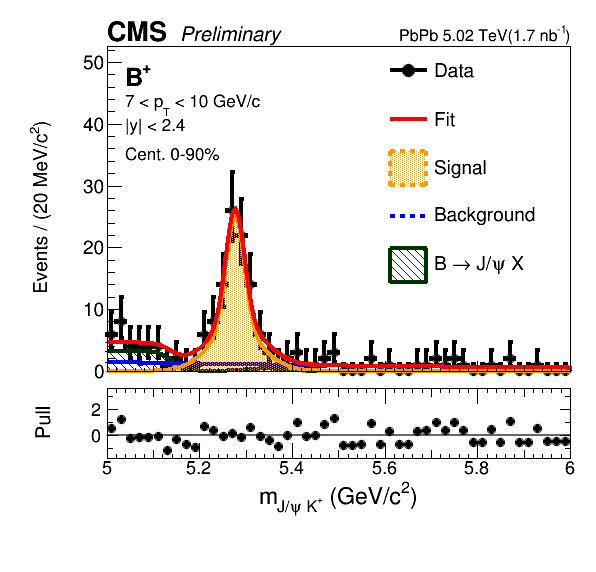 CMS Preliminary PbPb 5.02 TeV(1.7 nb⁻¹)
B⁺
7 < p_T < 10 GeV/c
|y| < 2.4
Cent. 0-90%
Data
Fit
Signal
Background
B → J/ψ X
Events / (20 MeV/c²)
50
40
30
20
10
0
Pull
2
0
5 5.2 5.4 5.6 5.8 6
m_{J/ψ K⁺} (GeV/c²)